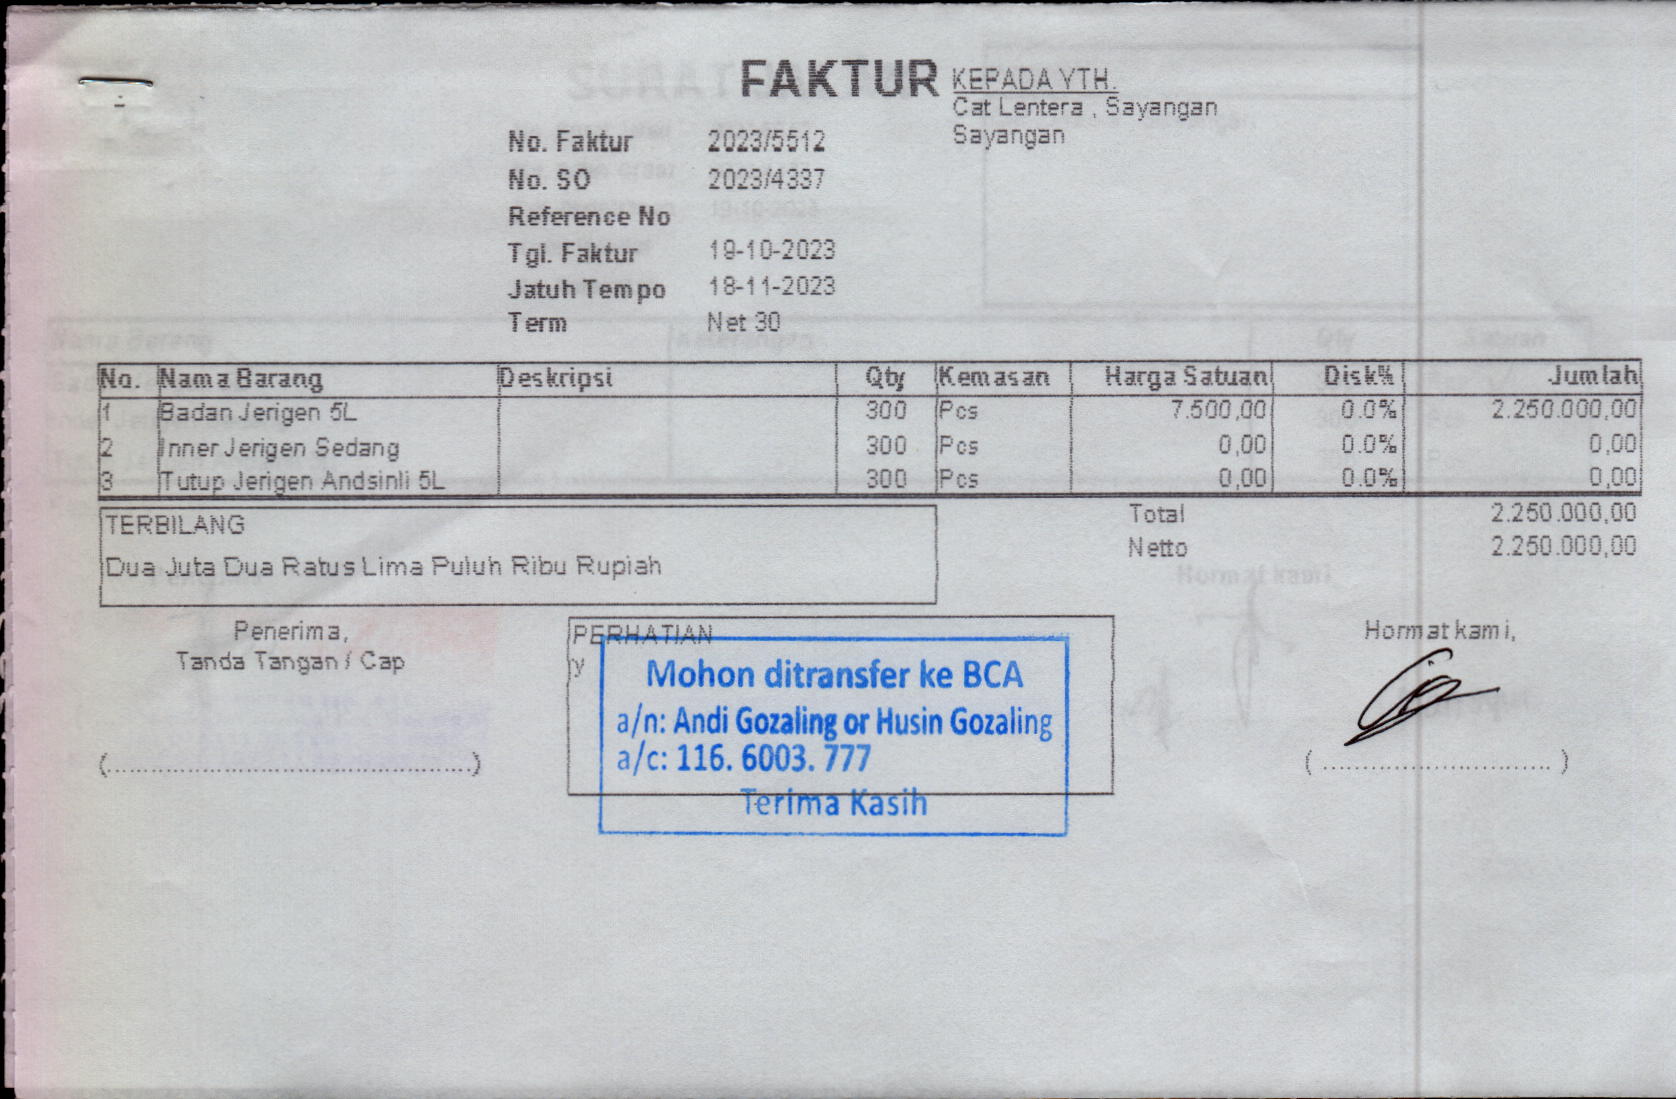 FAKTUR
KEPADA YTH.
Cat Lentera , Sayangan
Sayangan
No. Faktur 2023/5512
No. SO 2023/4337
Reference No
Tgl. Faktur 19-10-2023
Jatuh Tempo 18-11-2023
Term Net 30
No. Nama Barang Deskripsi Qty Kemasan Harga Satuan Disk% Jumlah
1 Badan Jerigen 5L 300 Pcs 7.500,00 0.0% 2.250.000,00
2 Inner Jerigen Sedang 300 Pcs 0,00 0.0% 0,00
3 Tutup Jerigen Andsinli 5L 300 Pcs 0,00 0.0% 0,00
TERBILANG
Dua Juta Dua Ratus Lima Puluh Ribu Rupiah
Total 2.250.000,00
Netto 2.250.000,00
Penerima,
Tanda Tangan / Cap
(........................................................)
PERHATIAN
y
Mohon ditransfer ke BCA
a/n: Andi Gozaling or Husin Gozaling
a/c: 116. 6003. 777
Terima Kasih
Hormat kami,
( .................................. )